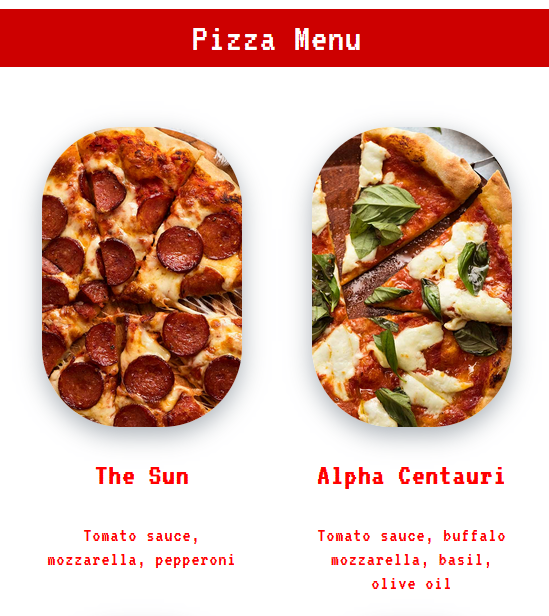 Pizza Menu
The Sun
Tomato sauce,
mozzarella, pepperoni
Alpha Centauri
Tomato sauce, buffalo
mozzarella, basil,
olive oil